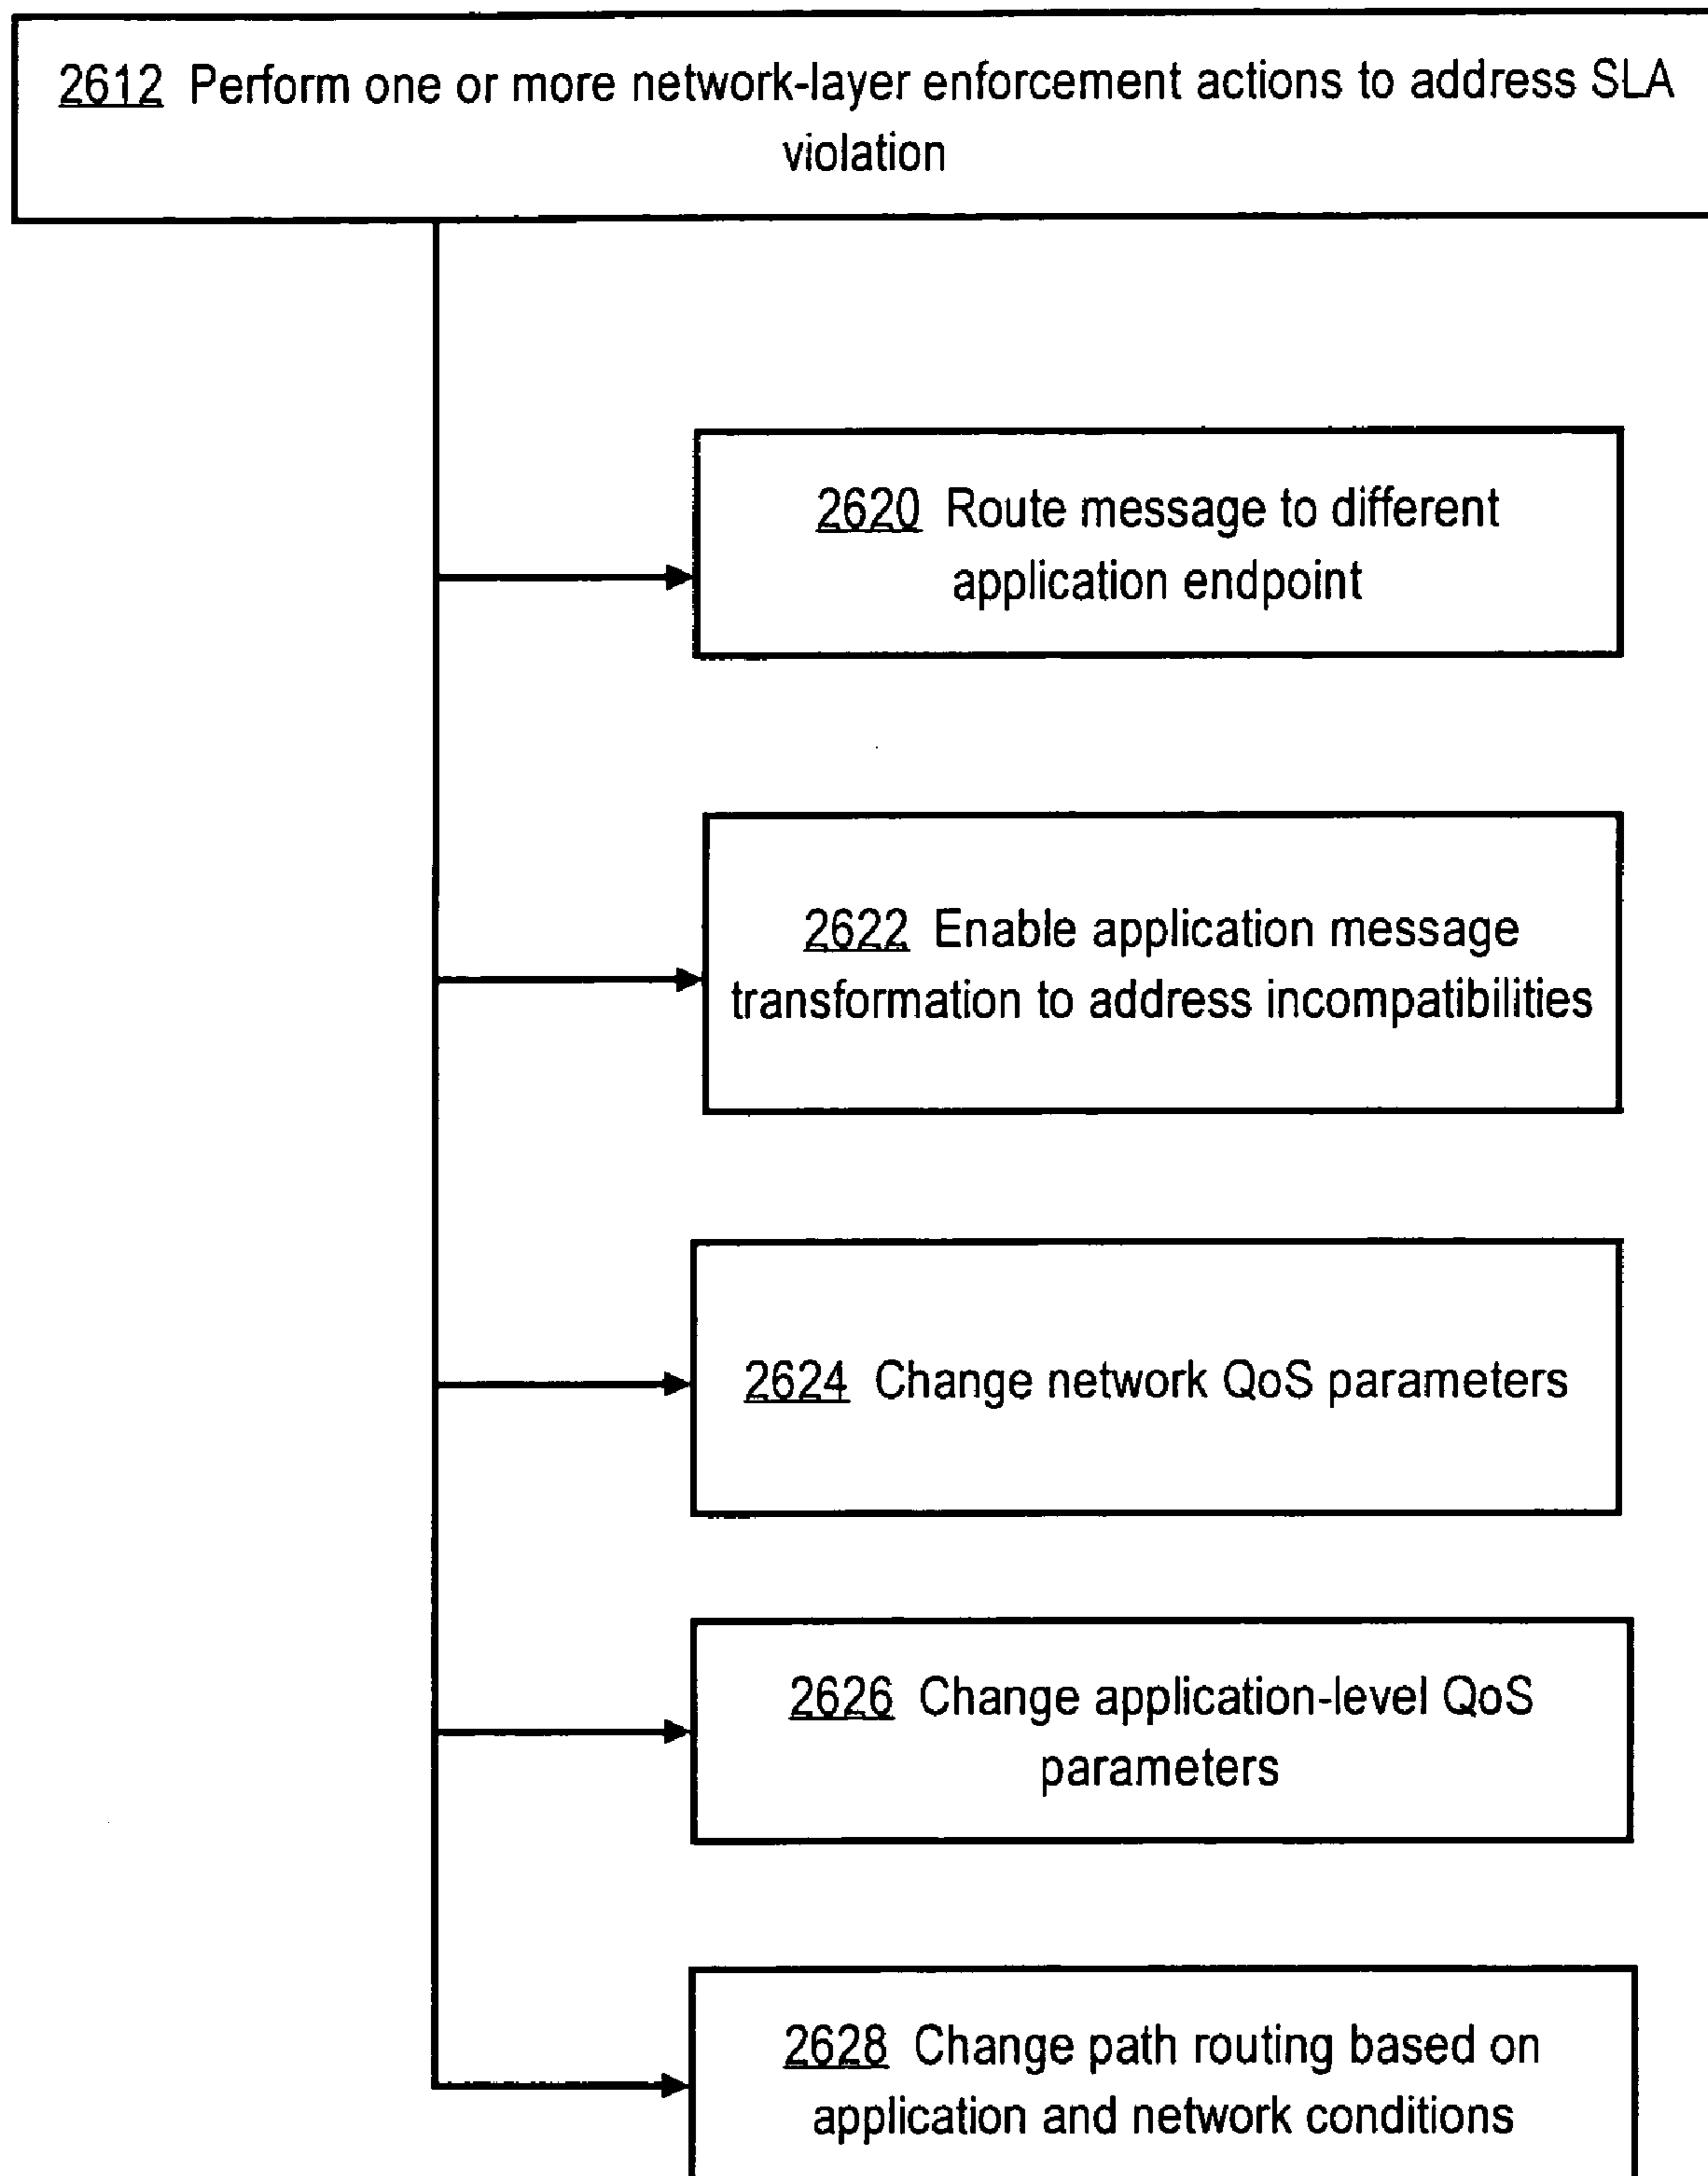 2612 Perform one or more network-layer enforcement actions to address SLA
violation
2620 Route message to different
application endpoint
2622 Enable application message
transformation to address incompatibilities
2624 Change network QoS parameters
2626 Change application-level QoS
parameters
2628 Change path routing based on
application and network conditions